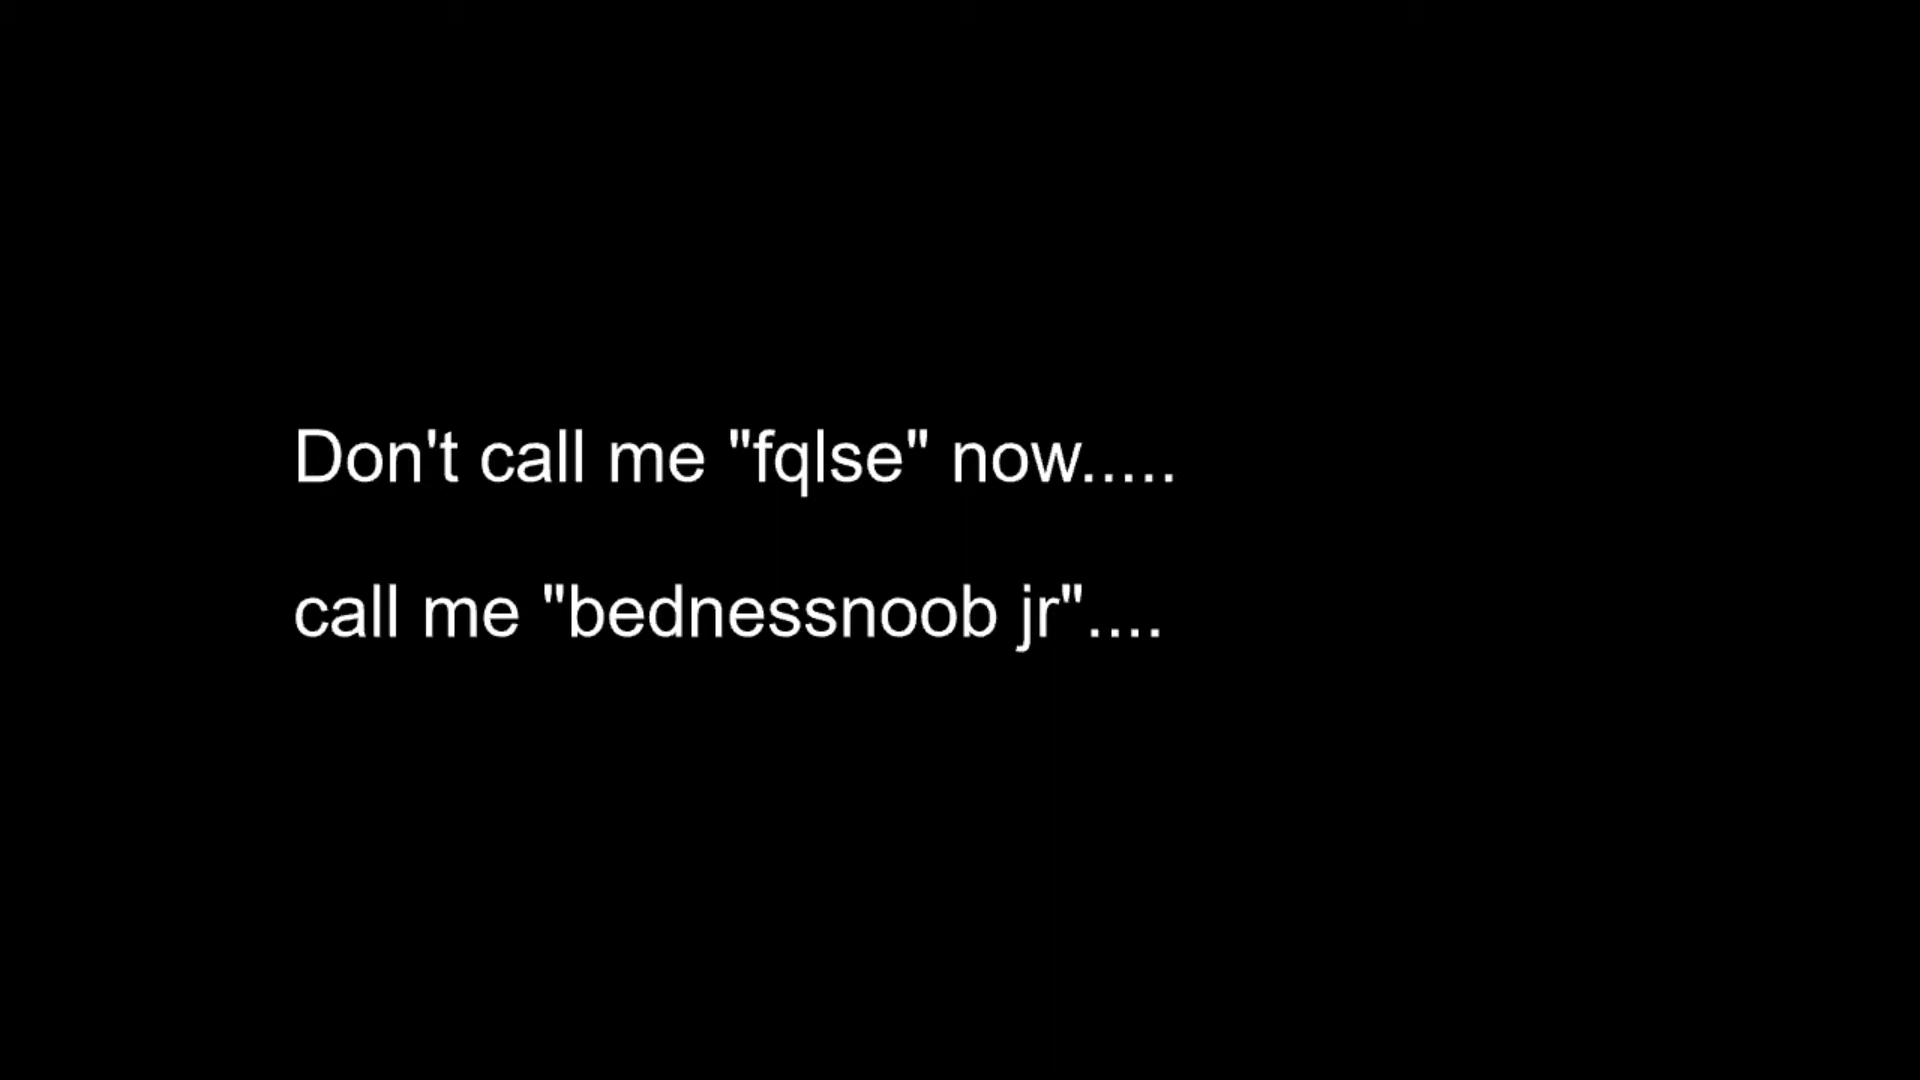 Don't call me "fqlse" now.....
call me "bednessnoob jr"....